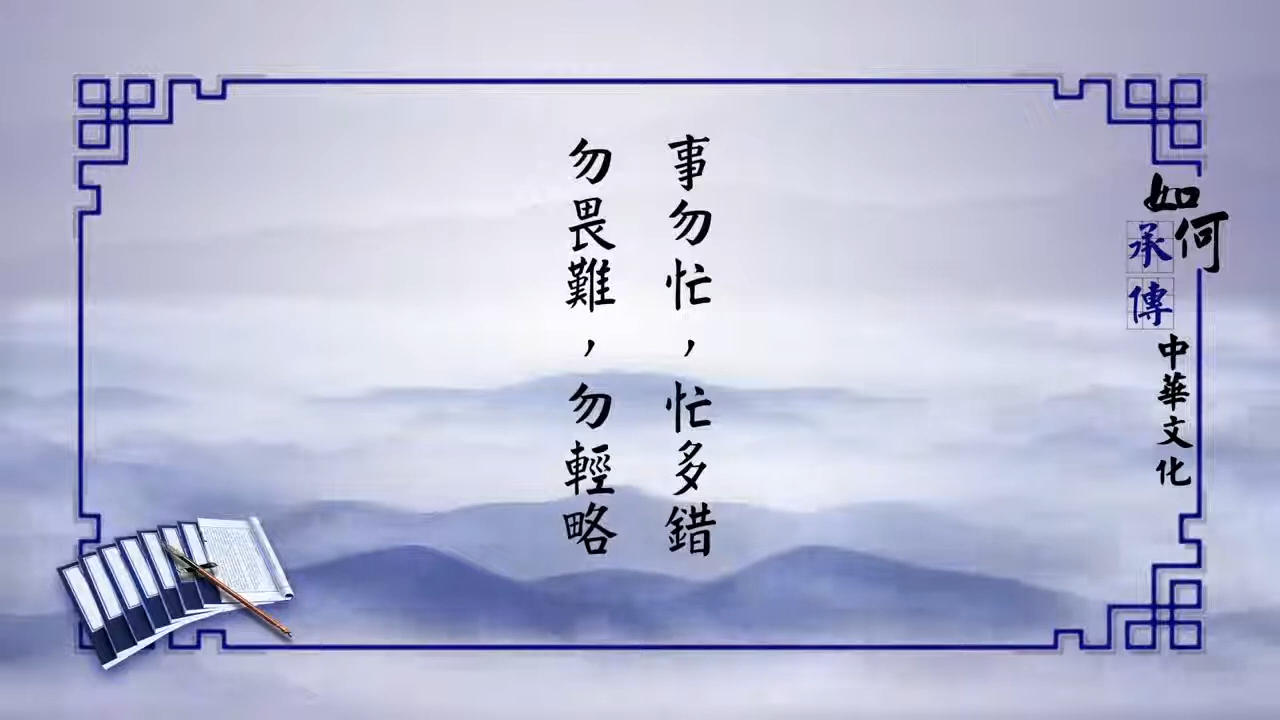 事勿忙，忙多錯
勿畏難，勿輕略
如何
承傳
中華文化